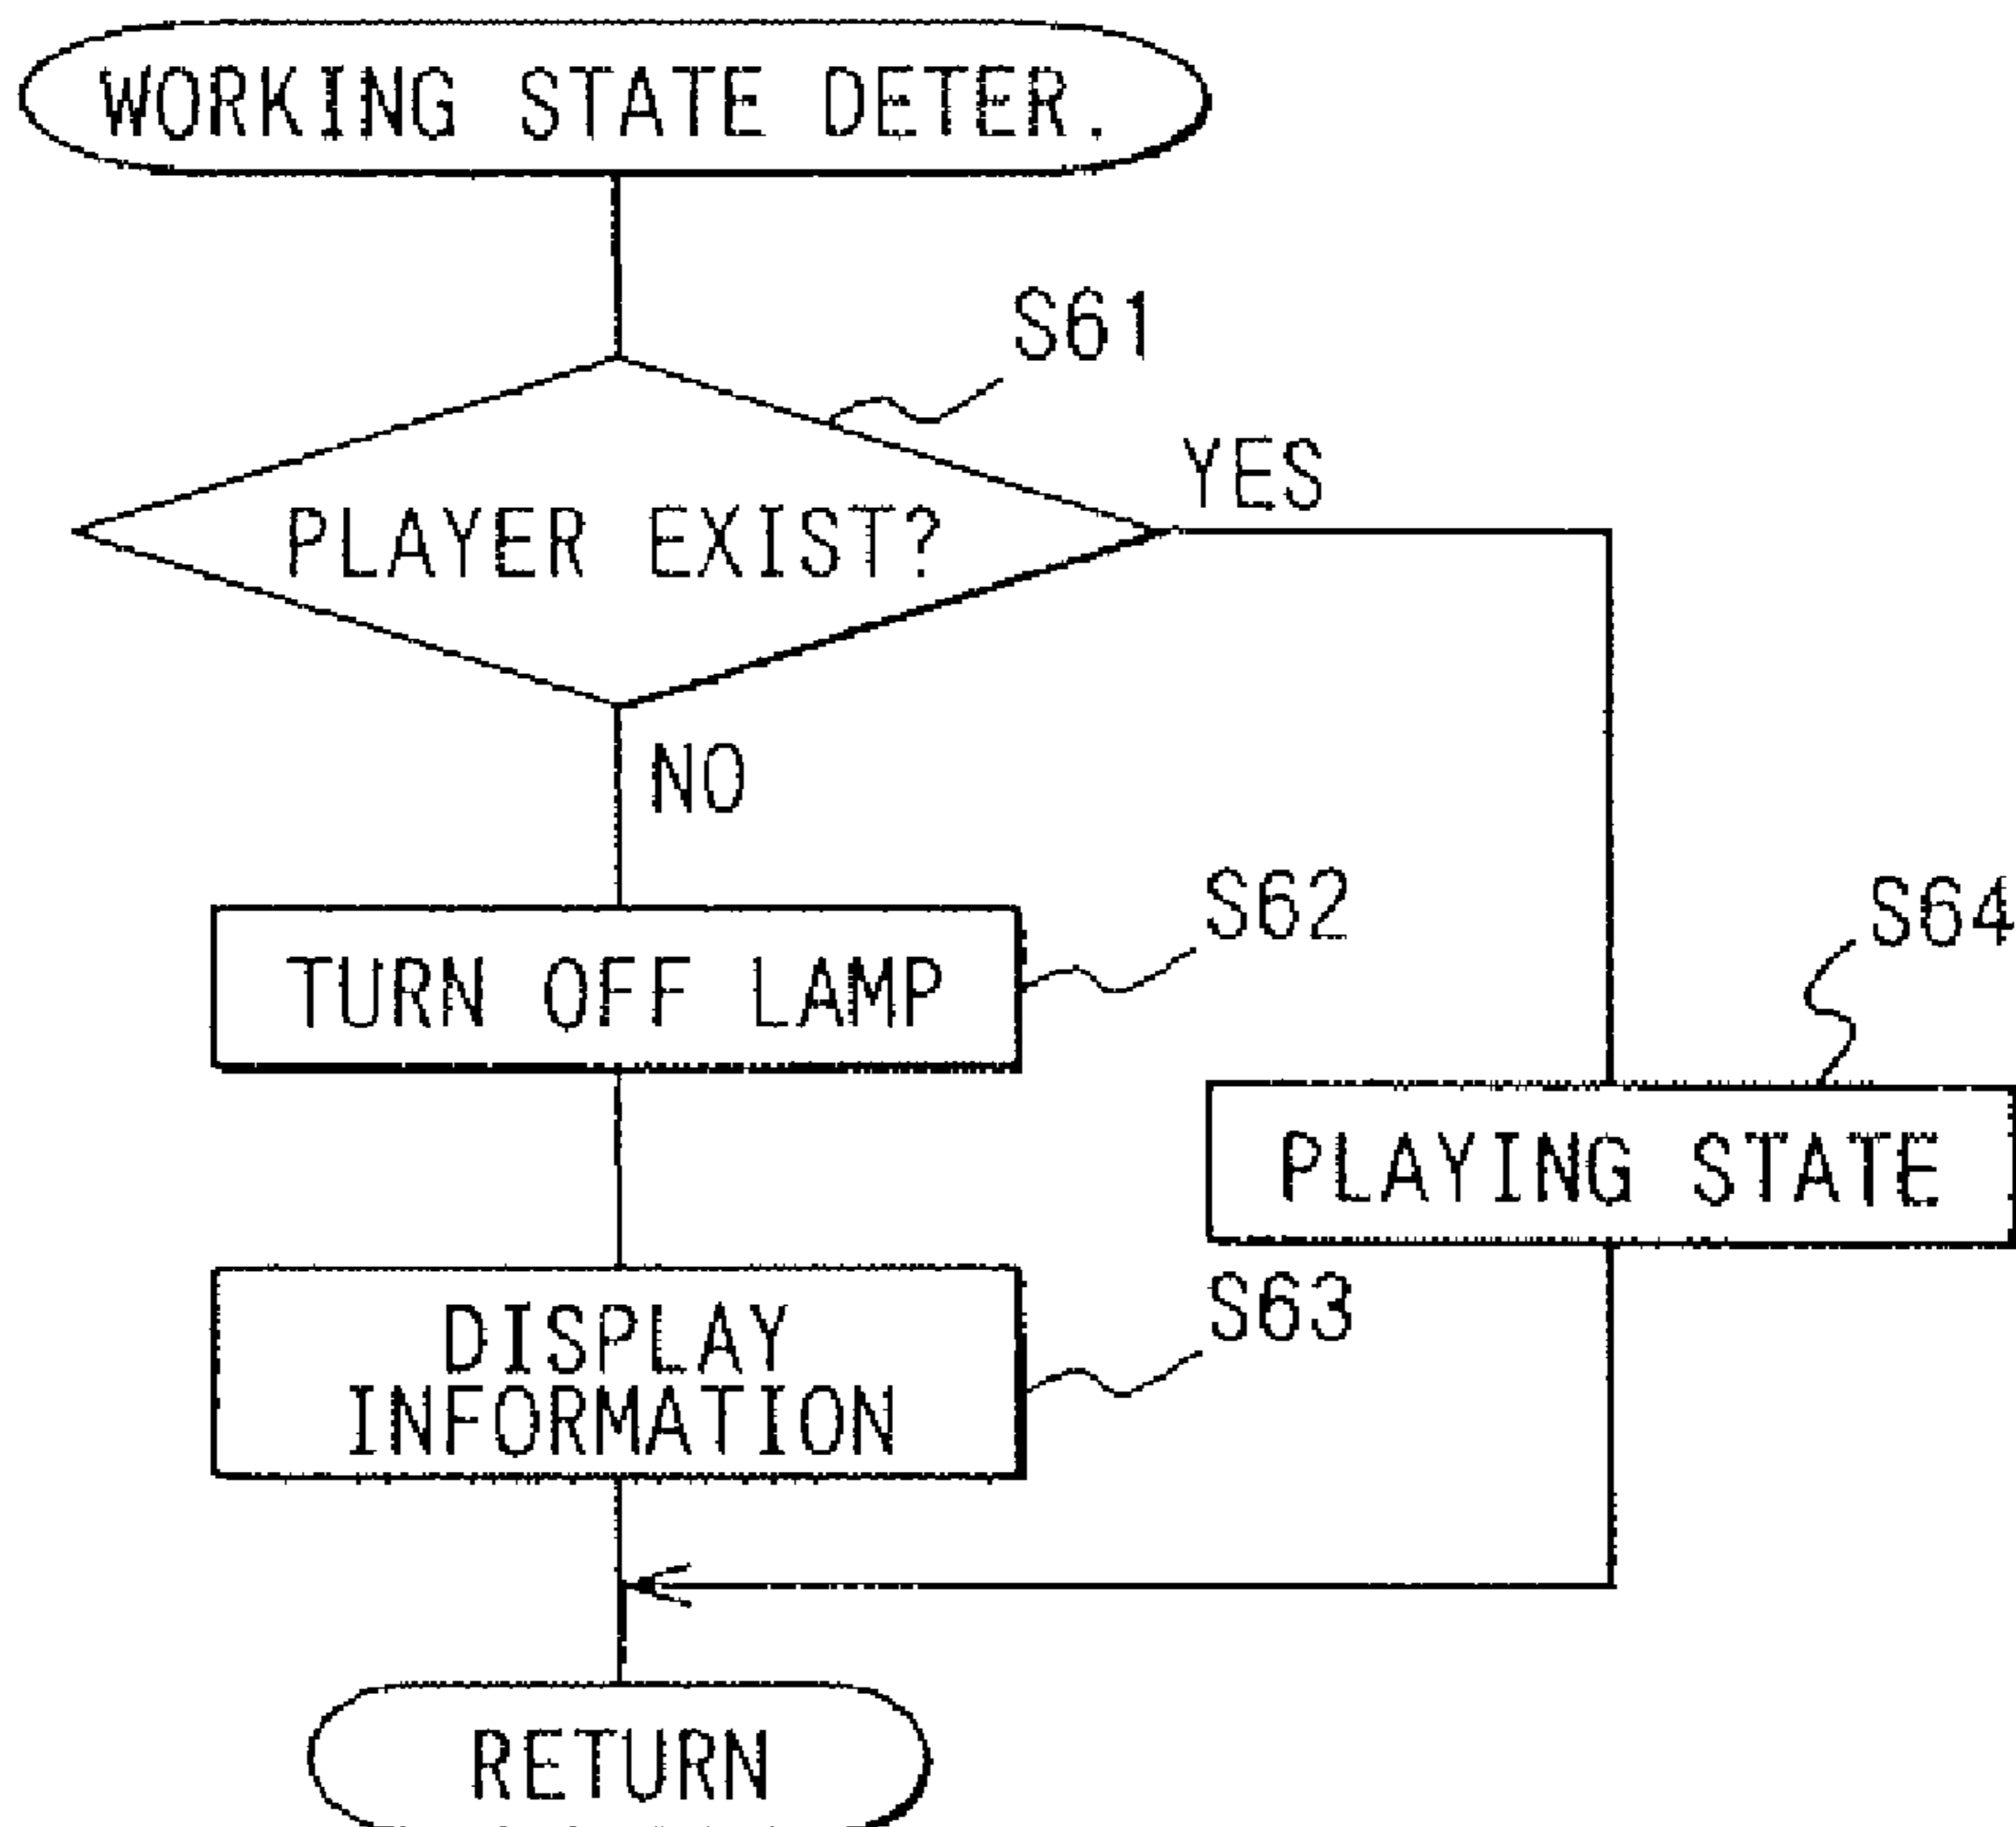 WORKING STATE DETER.
S61
YES
PLAYER EXIST?
NO
S62
S64
TURN OFF LAMP
PLAYING STATE
S63
DISPLAY
INFORMATION
RETURN